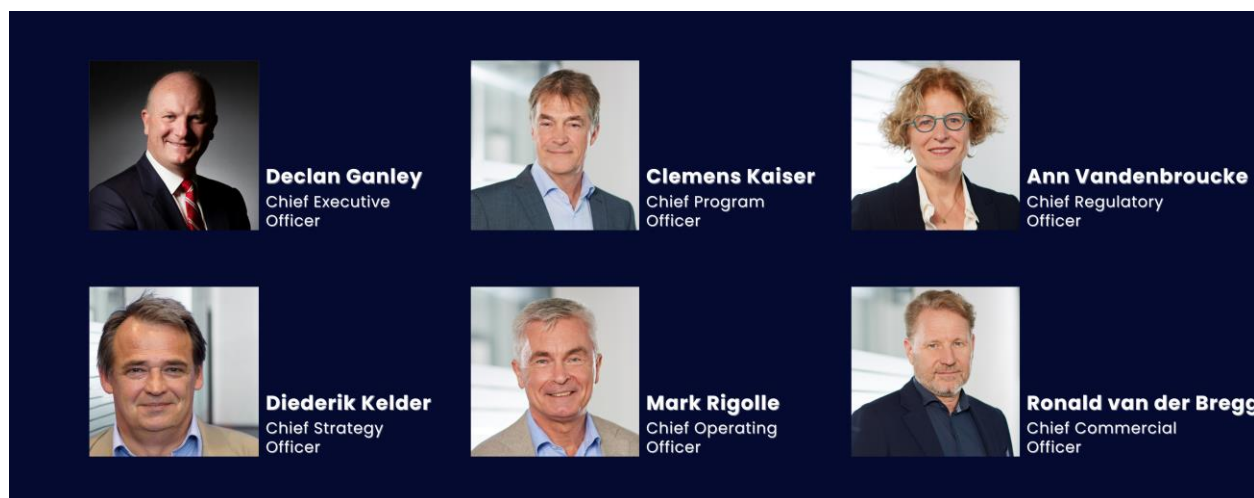 Declan Ganley
Chief Executive
Officer
Clemens Kaiser
Chief Program
Officer
Ann Vandenbroucke
Chief Regulatory
Officer
Diederik Kelder
Chief Strategy
Officer
Mark Rigolle
Chief Operating
Officer
Ronald van der
Chief Commercial
Officer